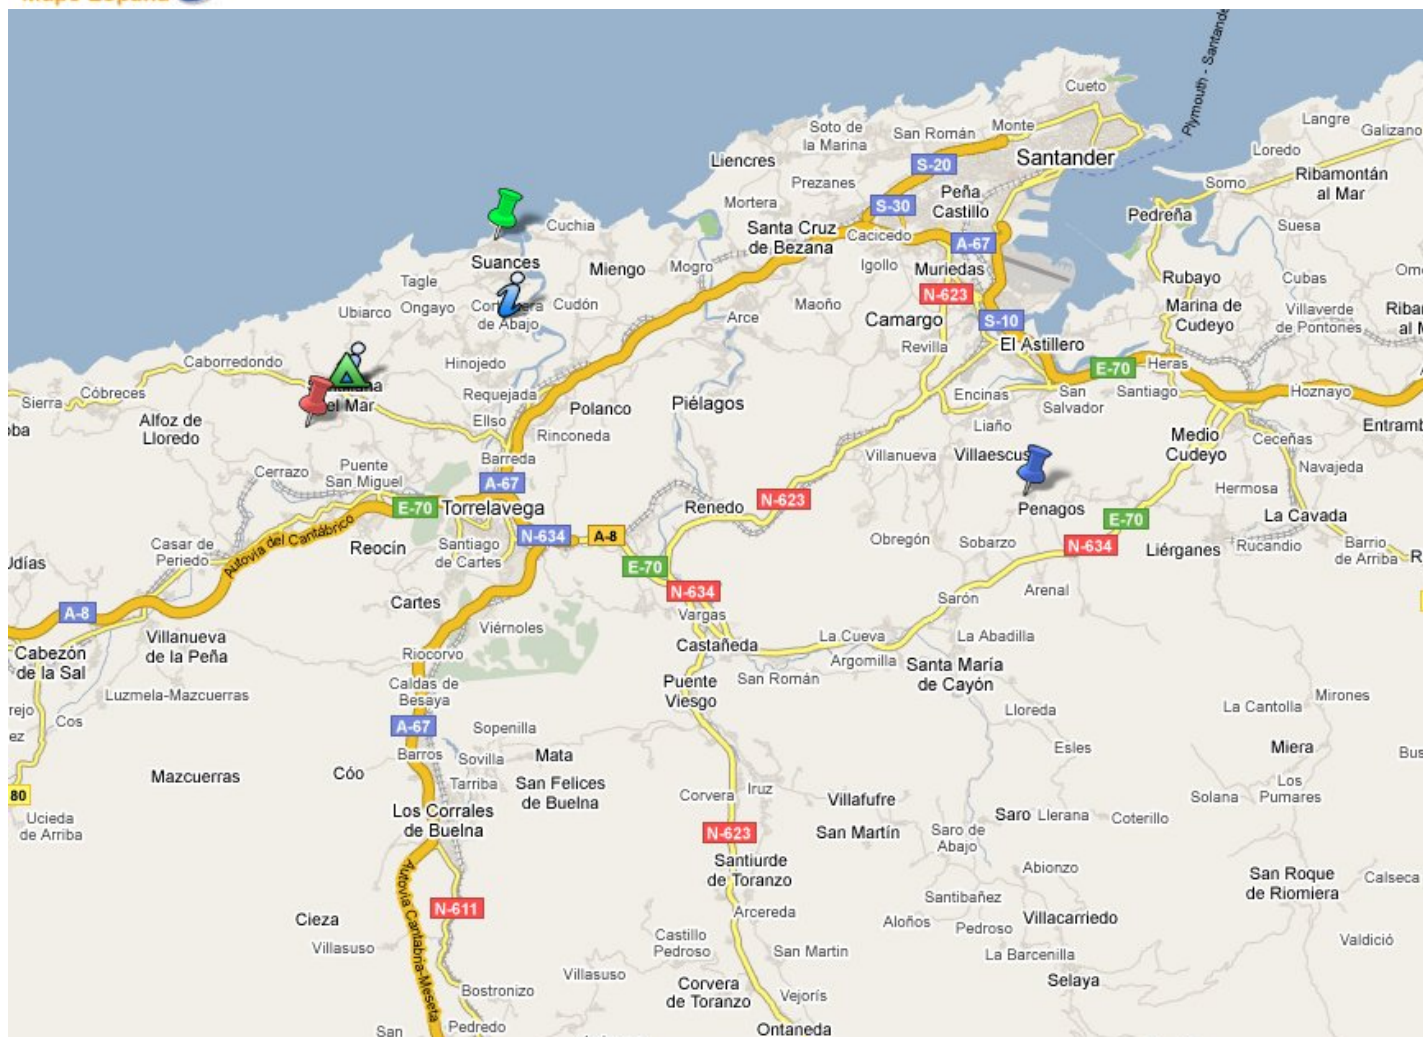 Maps España
Cueto
Plymouth - Santander
Langre
Galizano
Soto de
la Marina
San Román
Monte
Santander
Loredo
Liencres
S-20
Ribamontán
al Mar
Prezanes
Somo
Peña
Castillo
Mortera
S-30
Pedreña
Cuchia
Santa Cruz
de Bezana
Cacicedo
A-67
Suesa
Suances
Miengo
Mogro
Igollo
Muriedas
Rubayo
Cubas
Tagle
N-623
Ubiarco
Ongayo
de Abajo
Cudón
Maoño
Marina de
Cudeyo
Villaverde
de Pontones
Arce
Camargo
S-10
Revilla
El Astillero
Caborredondo
Hinojedo
E-70
Heras
Sierra
Cóbreces
Requejada
Polanco
Piélagos
Encinas
San
Salvador
Santiago
Hoznayo
Alfoz de
Lloredo
del Mar
Ellso
Rinconeda
Liaño
Medio
Cudeyo
Ceceñas
Barreda
Villanueva
Navajeda
Cerrazo
Puente
San Miguel
A-67
Hermosa
E-70
Torrelavega
Renedo
N-623
Penagos
E-70
La Cavada
Reocín
Santiago
de Cartes
N-634
A-8
Obregón
Sobarzo
N-634
Liérganes
Rucandio
Barrio
de Arriba
Casar de
Periedo
Autovía del Cantábrico
E-70
N-634
Sarón
Arenal
A-8
Cartes
Viérnoles
Vargas
Villanueva
de la Peña
Castañeda
La Cueva
La Abadilla
Cabezón
de la Sal
Riocorvo
Argomilla
Santa María
de Cayón
Luzmela-Mazcuerras
Caldas de
Besaya
Puente
Viesgo
San Román
Lloreda
La Cantolla
Mirones
Cos
A-67
Sopenilla
Esles
Miera
Barros
Sovilla
Mata
Mazcuerras
Cóo
Tarriba
San Felices
de Buelna
Corvera
Iruz
Villafufre
Solana
Los
Pumares
80
Ucieda
de Arriba
Los Corrales
de Buelna
N-623
San Martín
Saro
Llerana
Coterillo
Saro de
Abajo
Santiurde
de Toranzo
Abionzo
San Roque
de Riomiera
Calseca
Autovía Cantabria-Meseta
N-611
Santibañez
Cieza
Arcereda
Aloños
Pedroso
Villacarriedo
Villasuso
Castillo
Pedroso
San Martin
La Barcenilla
Valdició
Villasuso
Selaya
Bostronizo
Corvera
de Toranzo
Vejorís
San
Pedredo
Ontaneda